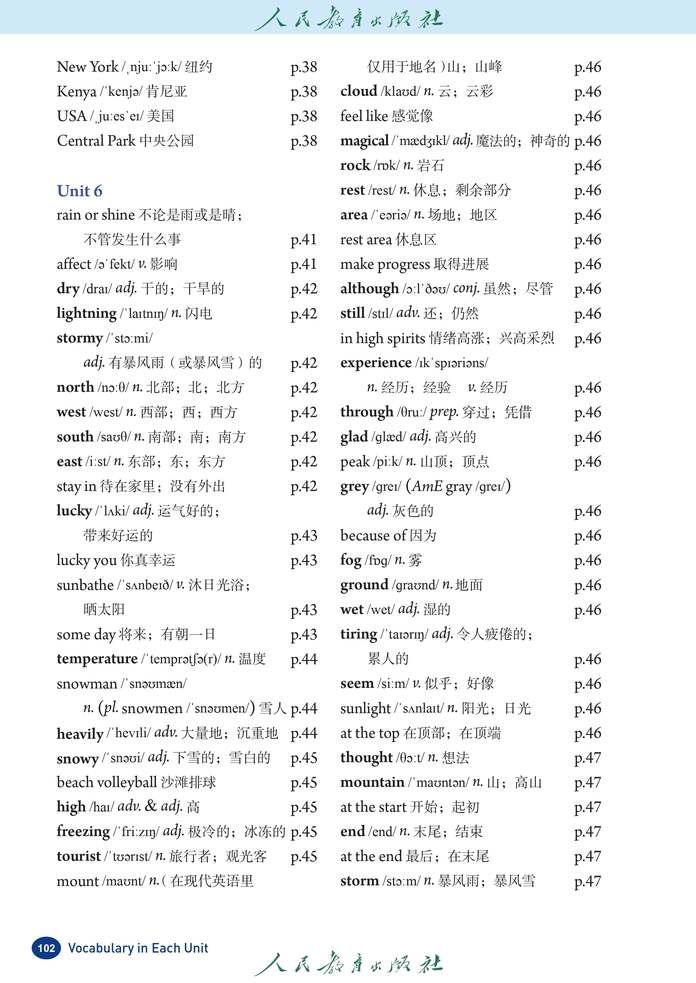 人民教育出版社
New York /ˌnjuːˈjɔːk/ 纽约 p.38
Kenya /ˈkenjə/ 肯尼亚 p.38
USA /ˌjuːesˈeɪ/ 美国 p.38
Central Park 中央公园 p.38
Unit 6
rain or shine 不论是雨或是晴；
不管发生什么事 p.41
affect /əˈfekt/ v. 影响 p.41
dry /draɪ/ adj. 干的；干旱的 p.42
lightning /ˈlaɪtnɪŋ/ n. 闪电 p.42
stormy /ˈstɔːmi/
adj. 有暴风雨（或暴风雪）的 p.42
north /nɔːθ/ n. 北部；北；北方 p.42
west /west/ n. 西部；西；西方 p.42
south /saʊθ/ n. 南部；南；南方 p.42
east /iːst/ n. 东部；东；东方 p.42
stay in 待在家里；没有外出 p.42
lucky /ˈlʌki/ adj. 运气好的；
带来好运的 p.43
lucky you 你真幸运 p.43
sunbathe /ˈsʌnbeɪð/ v. 沐日光浴；
晒太阳 p.43
some day 将来；有朝一日 p.43
temperature /ˈtemprətʃə(r)/ n. 温度 p.44
snowman /ˈsnəʊmæn/
n. (pl. snowmen /ˈsnəʊmen/) 雪人 p.44
heavily /ˈhevɪli/ adv. 大量地；沉重地 p.44
snowy /ˈsnəʊi/ adj. 下雪的；雪白的 p.45
beach volleyball 沙滩排球 p.45
high /haɪ/ adv. & adj. 高 p.45
freezing /ˈfriːzɪŋ/ adj. 极冷的；冰冻的 p.45
tourist /ˈtʊərɪst/ n. 旅行者；观光客 p.45
mount /maʊnt/ n.（在现代英语里
仅用于地名）山；山峰 p.46
cloud /klaʊd/ n. 云；云彩 p.46
feel like 感觉像 p.46
magical /ˈmædʒɪkl/ adj. 魔法的；神奇的 p.46
rock /rɒk/ n. 岩石 p.46
rest /rest/ n. 休息；剩余部分 p.46
area /ˈeəriə/ n. 场地；地区 p.46
rest area 休息区 p.46
make progress 取得进展 p.46
although /ɔːlˈðəʊ/ conj. 虽然；尽管 p.46
still /stɪl/ adv. 还；仍然 p.46
in high spirits 情绪高涨；兴高采烈 p.46
experience /ɪkˈspɪəriəns/
n. 经历；经验 v. 经历 p.46
through /θruː/ prep. 穿过；凭借 p.46
glad /ɡlæd/ adj. 高兴的 p.46
peak /piːk/ n. 山顶；顶点 p.46
grey /ɡreɪ/ (AmE gray /ɡreɪ/)
adj. 灰色的 p.46
because of 因为 p.46
fog /fɒɡ/ n. 雾 p.46
ground /ɡraʊnd/ n. 地面 p.46
wet /wet/ adj. 湿的 p.46
tiring /ˈtaɪərɪŋ/ adj. 令人疲倦的；
累人的 p.46
seem /siːm/ v. 似乎；好像 p.46
sunlight /ˈsʌnlaɪt/ n. 阳光；日光 p.46
at the top 在顶部；在顶端 p.46
thought /θɔːt/ n. 想法 p.47
mountain /ˈmaʊntən/ n. 山；高山 p.47
at the start 开始；起初 p.47
end /end/ n. 末尾；结束 p.47
at the end 最后；在末尾 p.47
storm /stɔːm/ n. 暴风雨；暴风雪 p.47
102 Vocabulary in Each Unit
人民教育出版社